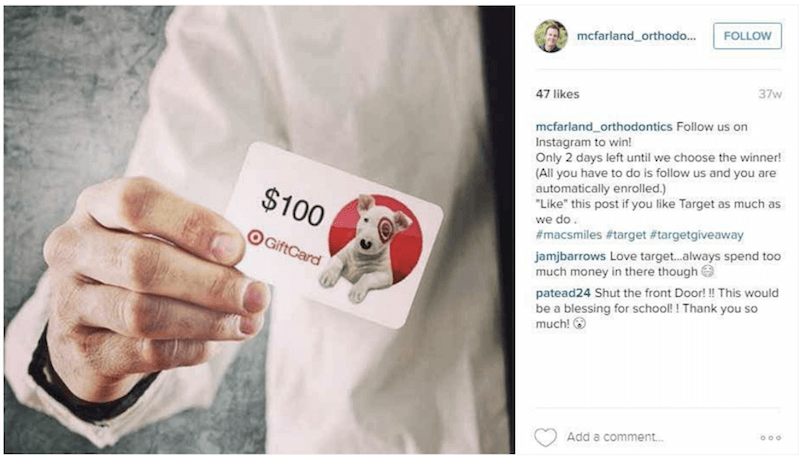 $100
GiftCard
mcfarland_orthodo...
FOLLOW
47 likes
37w
mcfarland_orthodontics Follow us on
Instagram to win!
Only 2 days left until we choose the winner!
(All you have to do is follow us and you are
automatically enrolled.)
"Like" this post if you like Target as much as
we do .
#macsmiles #target #targetgiveaway
jamjbarrows Love target...always spend too
much money in there though 😂
patead24 Shut the front Door! !! This would
be a blessing for school! ! Thank you so
much! 😮
Add a comment...